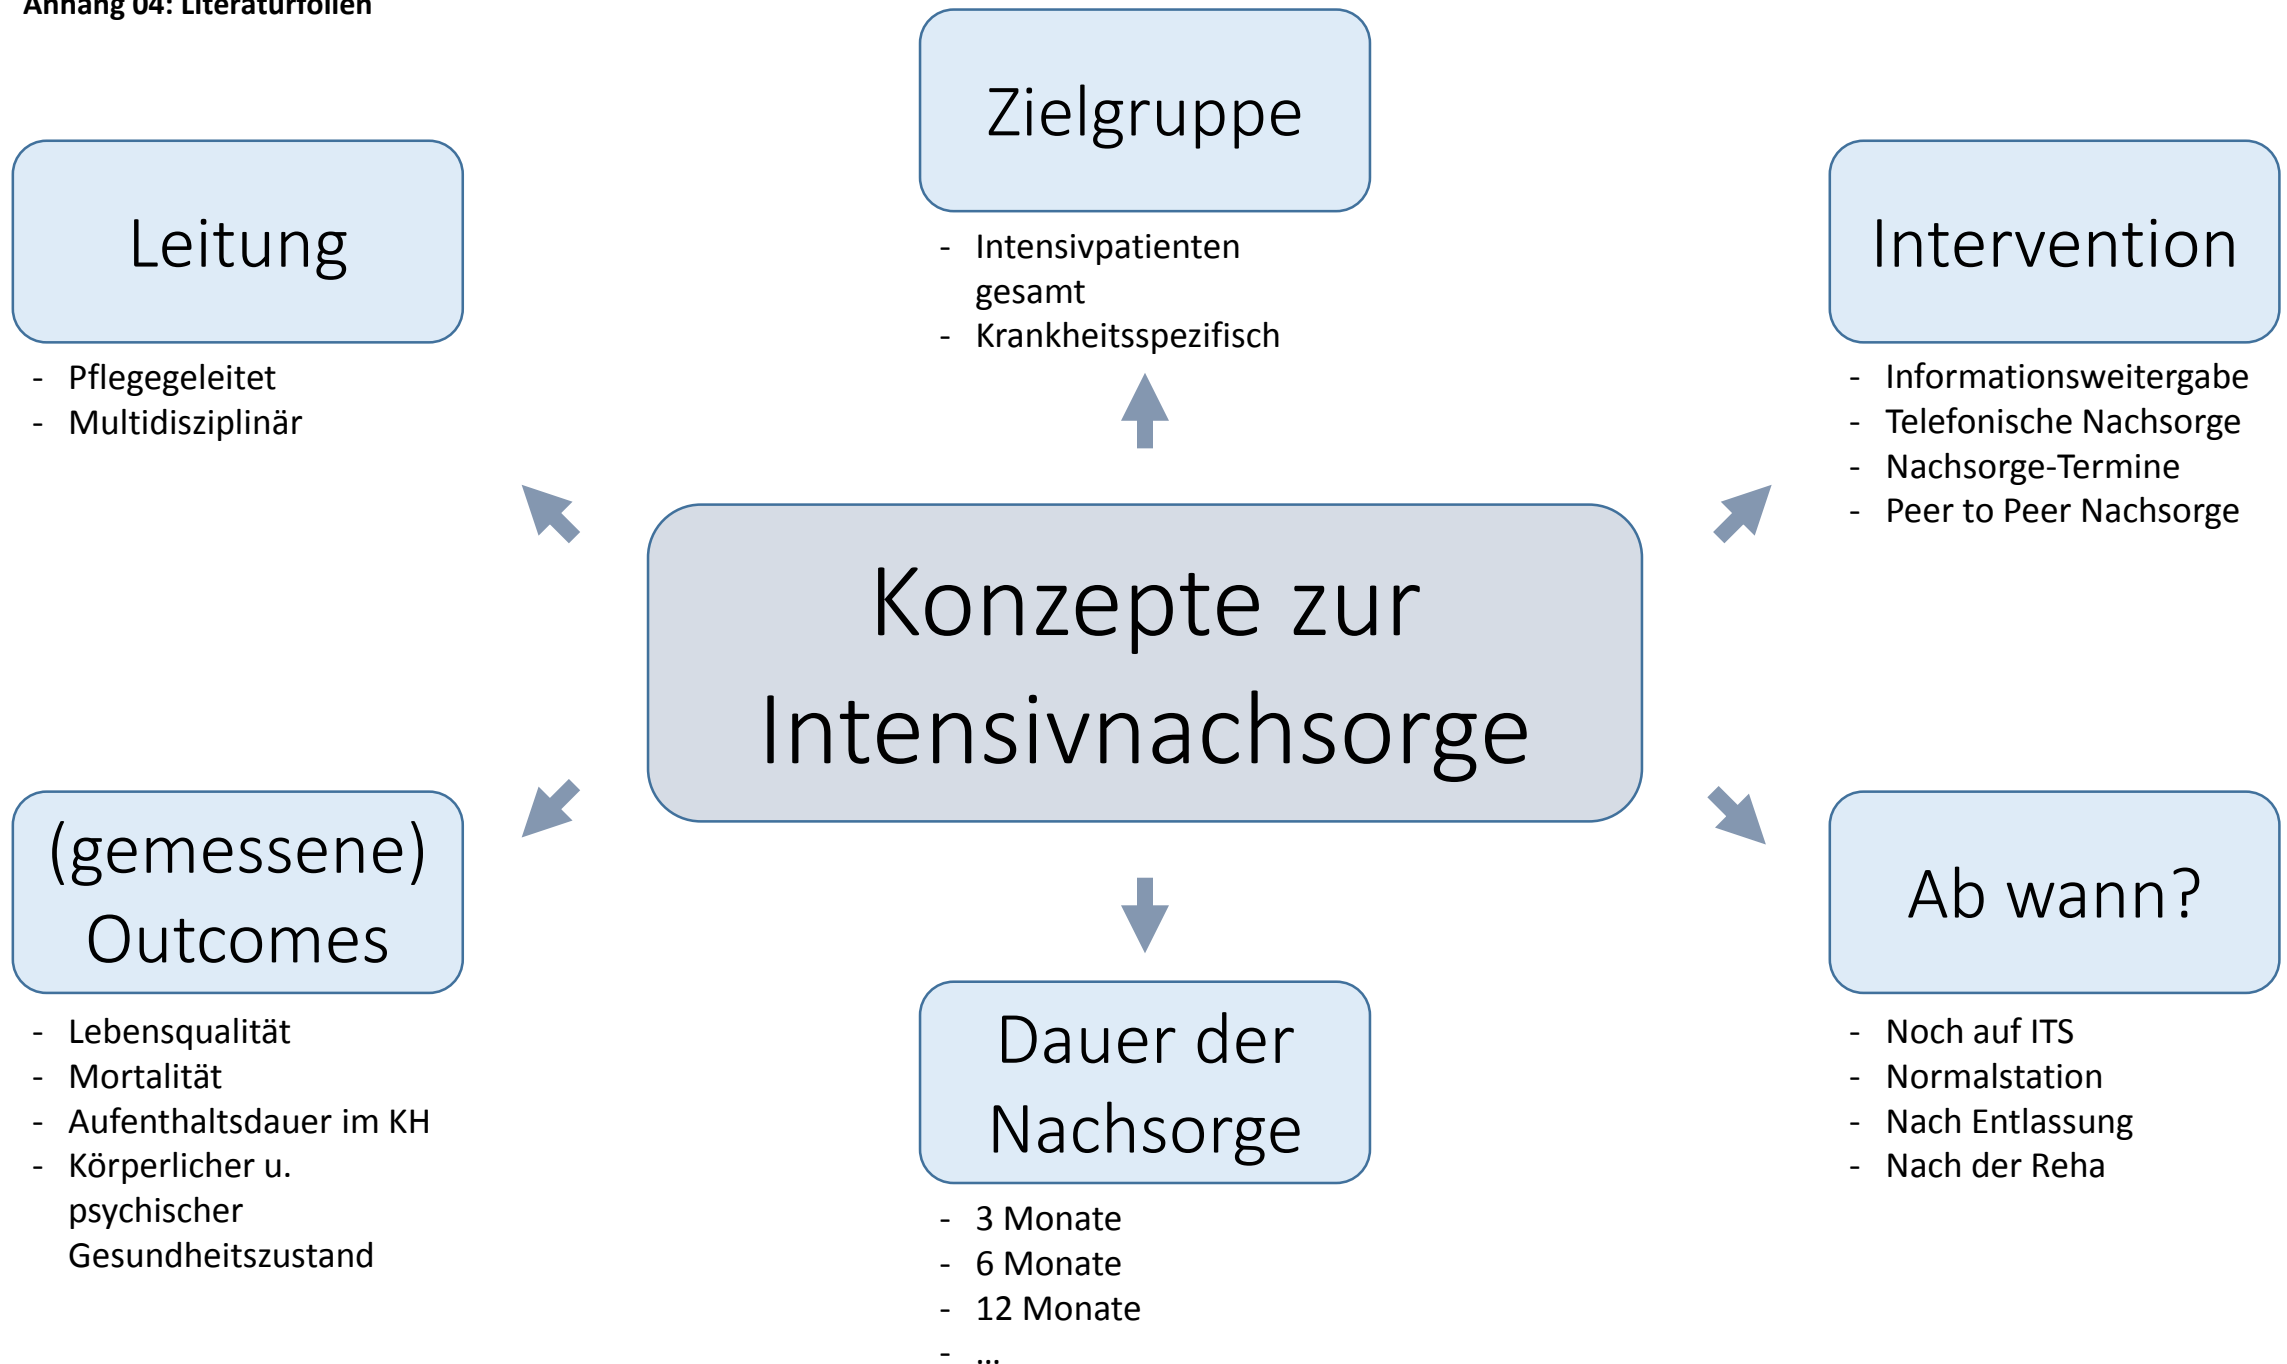 Anhang 04: Literaturfolien
Zielgruppe
- Intensivpatienten
gesamt
- Krankheitsspezifisch
Leitung
- Pflegegeleitet
- Multidisziplinär
Intervention
- Informationsweitergabe
- Telefonische Nachsorge
- Nachsorge-Termine
- Peer to Peer Nachsorge
Konzepte zur
Intensivnachsorge
(gemessene)
Outcomes
- Lebensqualität
- Mortalität
- Aufenthaltsdauer im KH
- Körperlicher u.
psychischer
Gesundheitszustand
Dauer der
Nachsorge
- 3 Monate
- 6 Monate
- 12 Monate
- …
Ab wann?
- Noch auf ITS
- Normalstation
- Nach Entlassung
- Nach der Reha